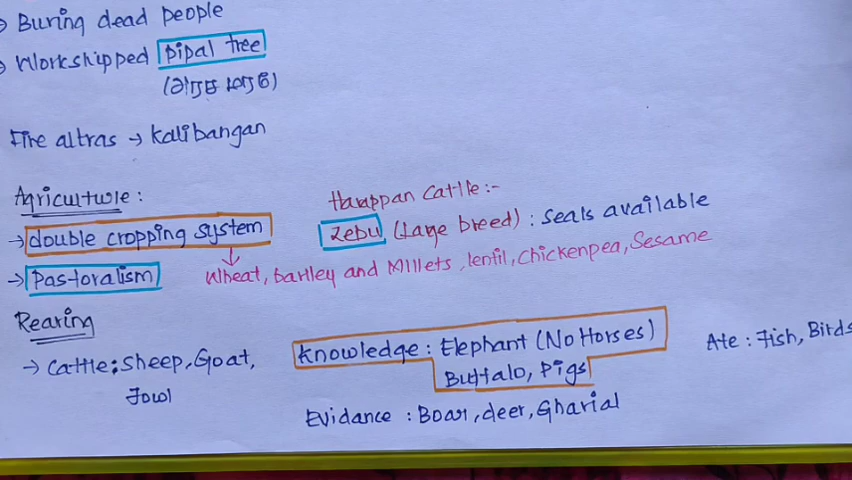 Buring dead people
Workshipped pipal tree
(அரச மரம்)
Fire altras → Kalibangan
Agriculture:
→ double cropping system
→ Pastoralism
Wheat, barley and Millets, lentil, Chickenpea, Sesame
Harappan Cattle:-
Zebu (Large breed): seals available
Rearing
→ Cattle: Sheep, Goat,
Fowl
Knowledge: Elephant (No Horses)
Buffalo, Pigs
Evidance : Boar, deer, Gharial
Ate : Fish, Birds